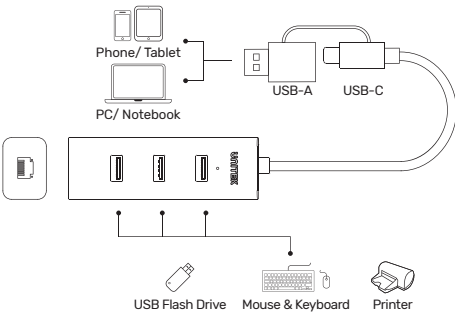 Phone/ Tablet
PC/ Notebook
USB-A
USB-C
UNITEK
USB Flash Drive
Mouse & Keyboard
Printer